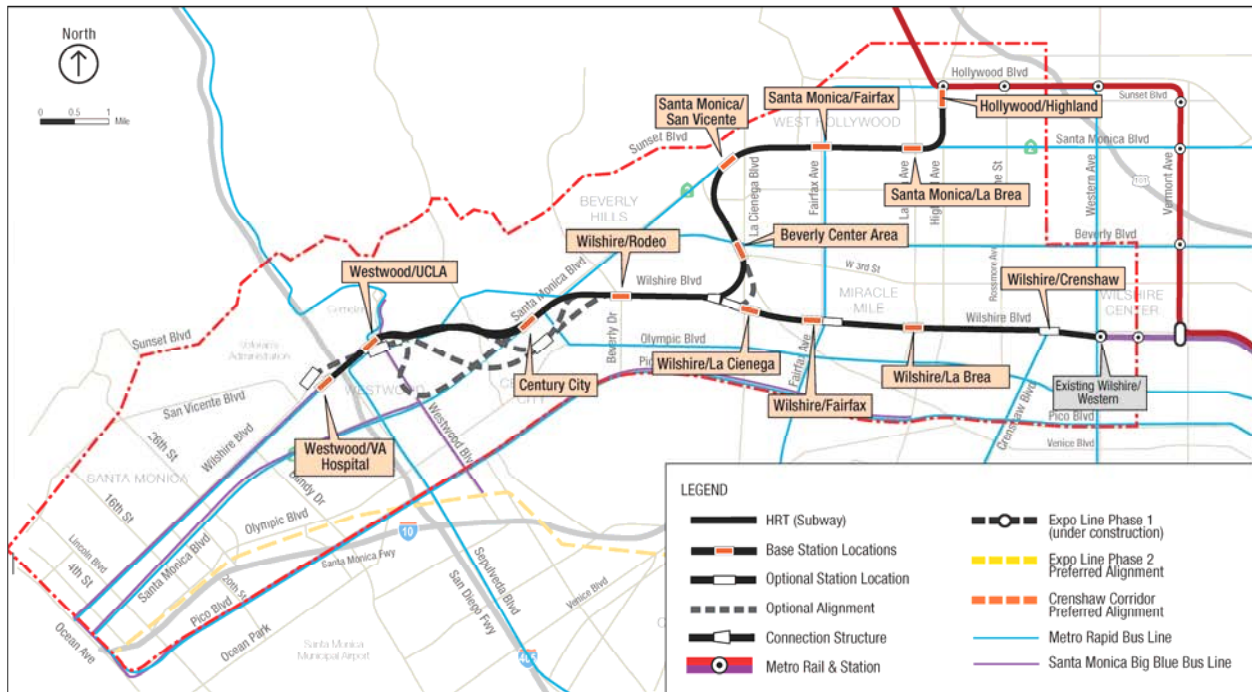 North
0 0.5 1
Mile
Hollywood Blvd
Sunset Blvd
Santa Monica/
San Vicente
Santa Monica/Fairfax
Hollywood/Highland
WEST HOLLYWOOD
Sunset Blvd
Santa Monica Blvd
101
La Cienega Blvd
Fairfax Ave
Santa Monica/La Brea
Western Ave
Vermont Ave
BEVERLY
HILLS
Beverly Center Area
Beverly Blvd
Wilshire/Rodeo
W 3rd St
Rossmore Ave
Westwood/UCLA
Santa Monica Blvd
Wilshire Blvd
MIRACLE
MILE
Wilshire/Crenshaw
WILSHIRE
CENTER
Wilshire Blvd
Sunset Blvd
Veteran's
Administration
Beverly Dr
Olympic Blvd
Fairfax Ave
WESTWOOD
Century City
Wilshire/La Cienega
Wilshire/La Brea
Existing Wilshire/
Western
Wilshire/Fairfax
San Vicente Blvd
Wilshire Blvd
Westwood/VA
Hospital
Westwood Blv
Crenshaw Blvd
Pico Blvd
Venice Blvd
26th St
SANTA MONICA
16th St
Bundy Dr
Olympic Blvd
10
Lincoln Blvd
4th St
Santa Monica Blvd
20th St
Santa Monica Fwy
Sepulveda Blvd
San Diego Fwy
Venice Blvd
Pico Blvd
Ocean Ave
Ocean Park
Santa Monica
Municipal Airport
405
LEGEND
HRT (Subway)
Base Station Locations
Optional Station Location
Optional Alignment
Connection Structure
Metro Rail & Station
Expo Line Phase 1
(under construction)
Expo Line Phase 2
Preferred Alignment
Crenshaw Corridor
Preferred Alignment
Metro Rapid Bus Line
Santa Monica Big Blue Bus Line